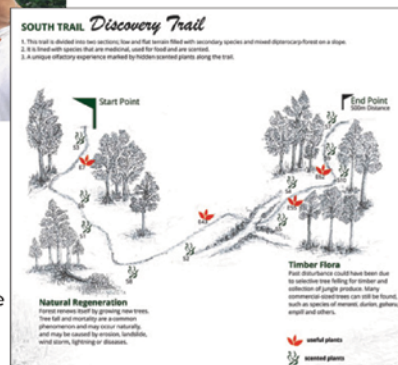 SOUTH TRAIL Discovery Trail
1. This trail is divided into two sections; low and flat terrain filled with secondary species and mixed dipterocarp-forest on a slope.
2. It is lined with species that are medicinal, used for food and are scented.
3. A unique olfactory experience marked by hidden scented plants along the trail.
Start Point
End Point
500m Distance
Timber Flora
Past disturbance could have been due
to selective tree felling for timber and
collection of jungle produce. Many
commercial-sized trees can still be found,
such as species of meranti, durian, gaharu,
ampili and others.
Natural Regeneration
Forest renews itself by growing new trees.
Tree fall and mortality are a common
phenomenon and may occur naturally,
and may be caused by erosion, landslide,
wind storm, lightning or diseases.
useful plants
scented plants
e